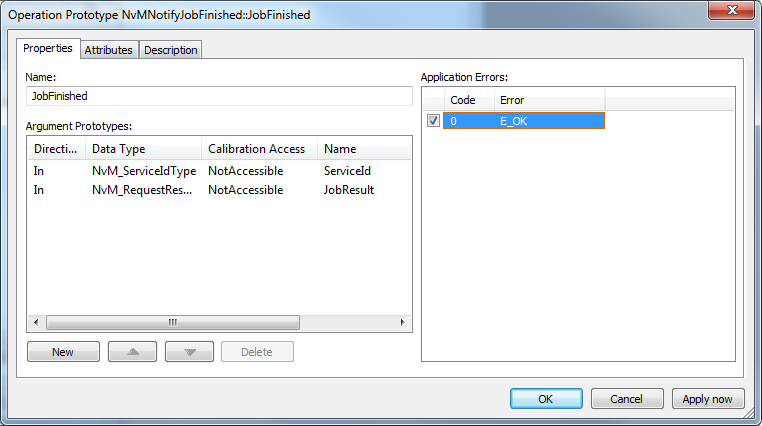 Operation Prototype NvMNotifyJobFinished::JobFinished
Properties Attributes Description
Name:
JobFinished
Argument Prototypes:
Directi... Data Type Calibration Access Name
In NvM_ServiceIdType NotAccessible ServiceId
In NvM_RequestRes... NotAccessible JobResult
New Delete
Application Errors:
Code Error
0 E_OK
OK Cancel Apply now